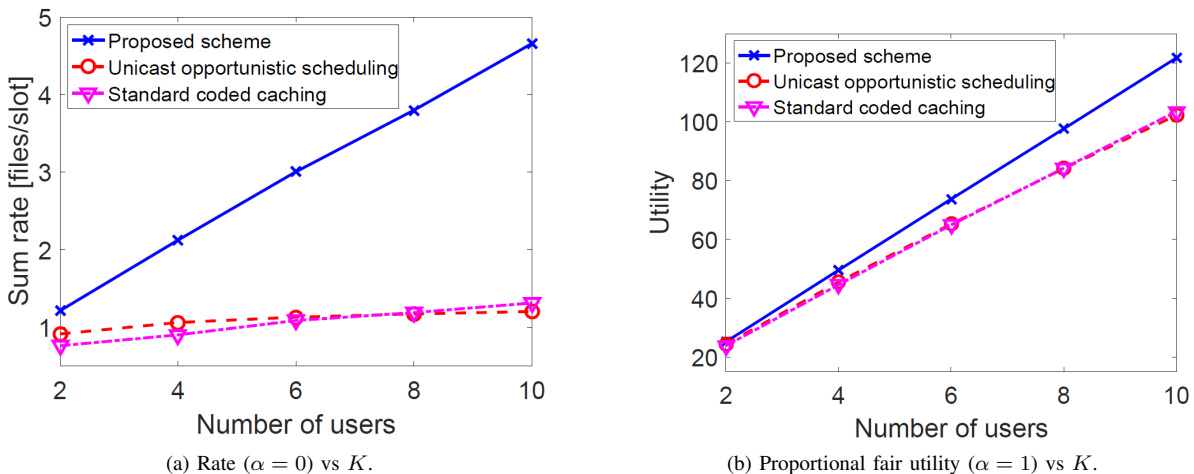 5
4
3
2
1
Sum rate [files/slot]
Proposed scheme
Unicast opportunistic scheduling
Standard coded caching
2 4 6 8 10
Number of users
(a) Rate (α = 0) vs K.
120
100
80
60
40
20
Utility
Proposed scheme
Unicast opportunistic scheduling
Standard coded caching
2 4 6 8 10
Number of users
(b) Proportional fair utility (α = 1) vs K.